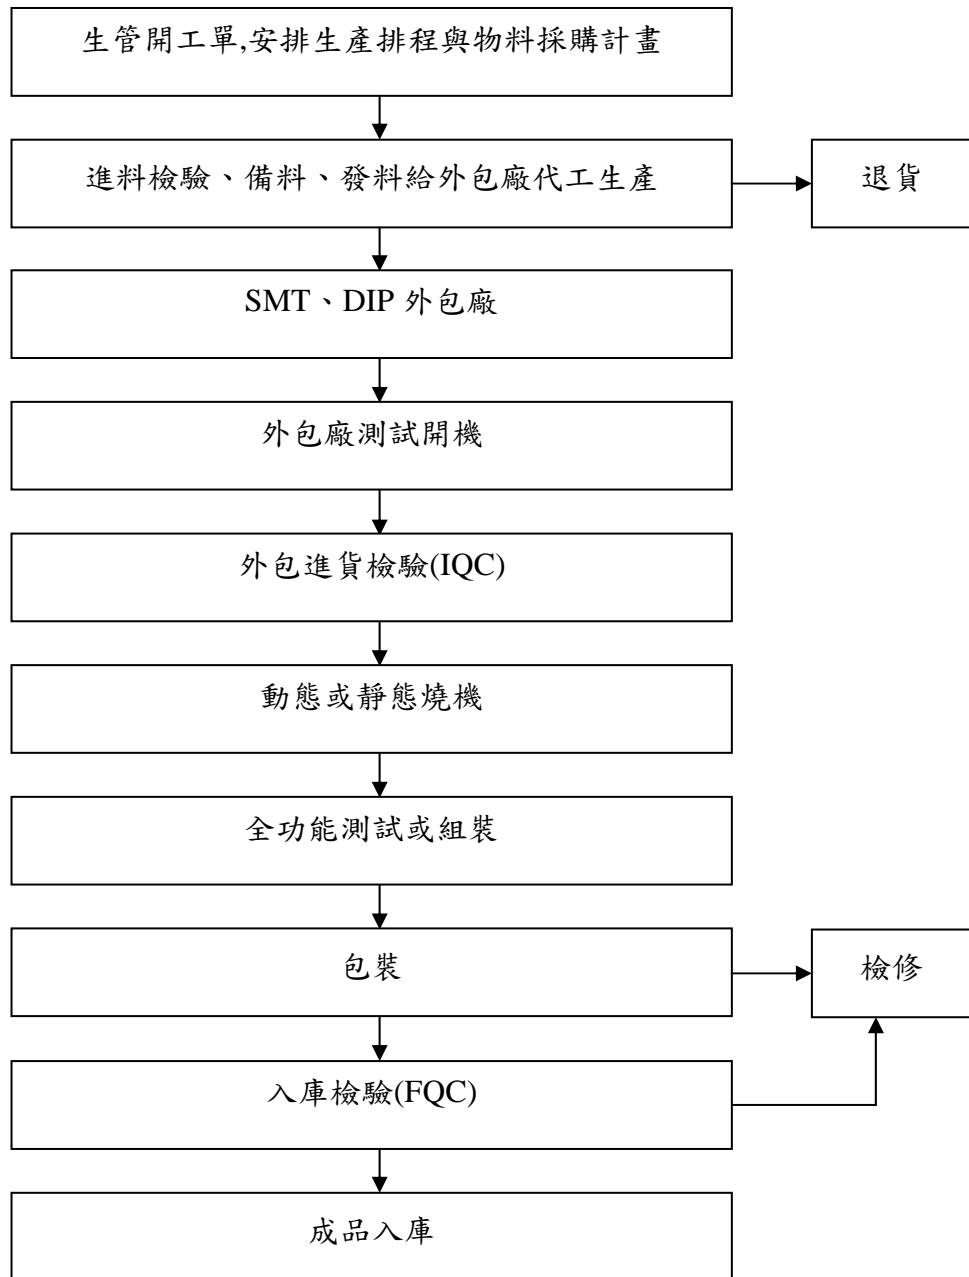 生管開工單,安排生產排程與物料採購計畫
進料檢驗、備料、發料給外包廠代工生產
退貨
SMT、DIP 外包廠
外包廠測試開機
外包進貨檢驗(IQC)
動態或靜態燒機
全功能測試或組裝
包裝
檢修
入庫檢驗(FQC)
成品入庫